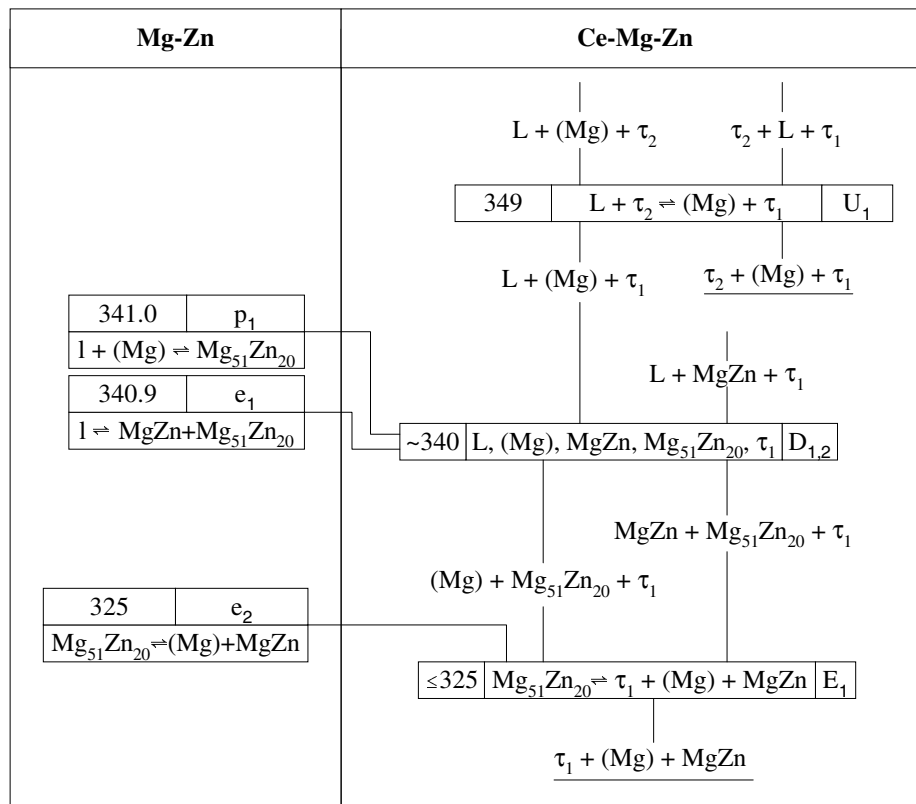 Mg-Zn
Ce-Mg-Zn
L + (Mg) + τ₂
τ₂ + L + τ₁
349
L + τ₂ ⇌ (Mg) + τ₁
U₁
L + (Mg) + τ₁
τ₂ + (Mg) + τ₁
341.0
p₁
l + (Mg) ⇌ Mg₅₁Zn₂₀
L + MgZn + τ₁
340.9
e₁
l ⇌ MgZn+Mg₅₁Zn₂₀
~340
L, (Mg), MgZn, Mg₅₁Zn₂₀, τ₁
D₁,₂
MgZn + Mg₅₁Zn₂₀ + τ₁
(Mg) + Mg₅₁Zn₂₀ + τ₁
325
e₂
Mg₅₁Zn₂₀⇌(Mg)+MgZn
≤325
Mg₅₁Zn₂₀⇌ τ₁ + (Mg) + MgZn
E₁
τ₁ + (Mg) + MgZn